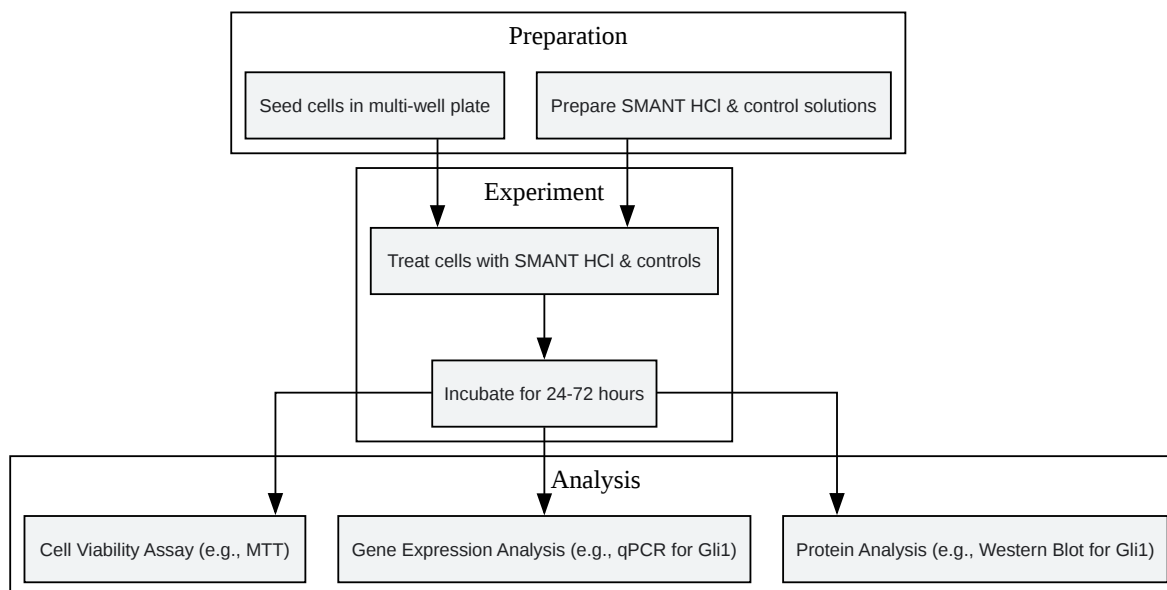 Preparation
Seed cells in multi-well plate
Prepare SMANT HCl & control solutions
Experiment
Treat cells with SMANT HCl & controls
Incubate for 24-72 hours
Analysis
Cell Viability Assay (e.g., MTT)
Gene Expression Analysis (e.g., qPCR for Gli1)
Protein Analysis (e.g., Western Blot for Gli1)